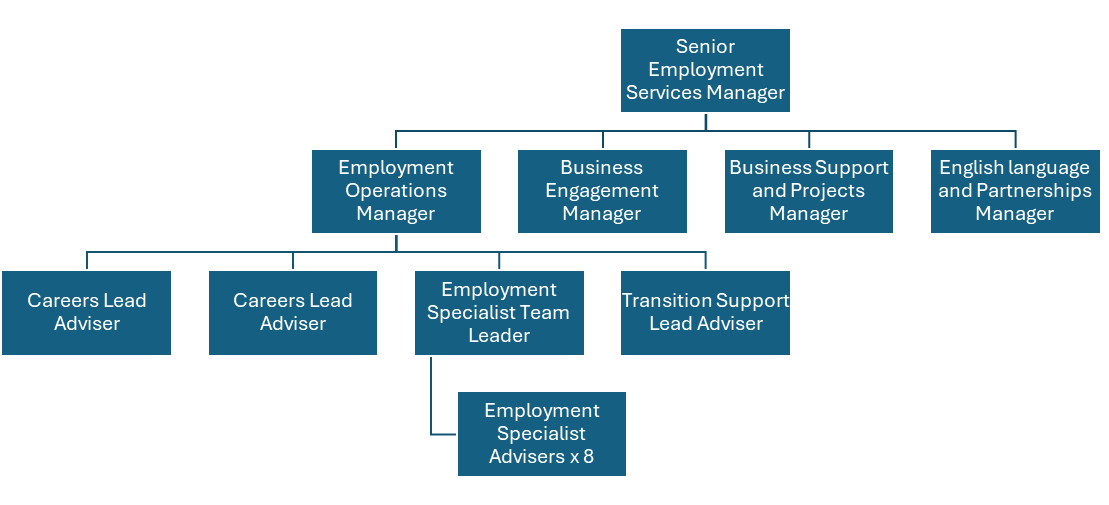 Senior
Employment
Services Manager
Employment
Operations
Manager
Business
Engagement
Manager
Business Support
and Projects
Manager
English language
and Partnerships
Manager
Careers Lead
Adviser
Careers Lead
Adviser
Employment
Specialist Team
Leader
Transition Support
Lead Adviser
Employment
Specialist
Advisers x 8